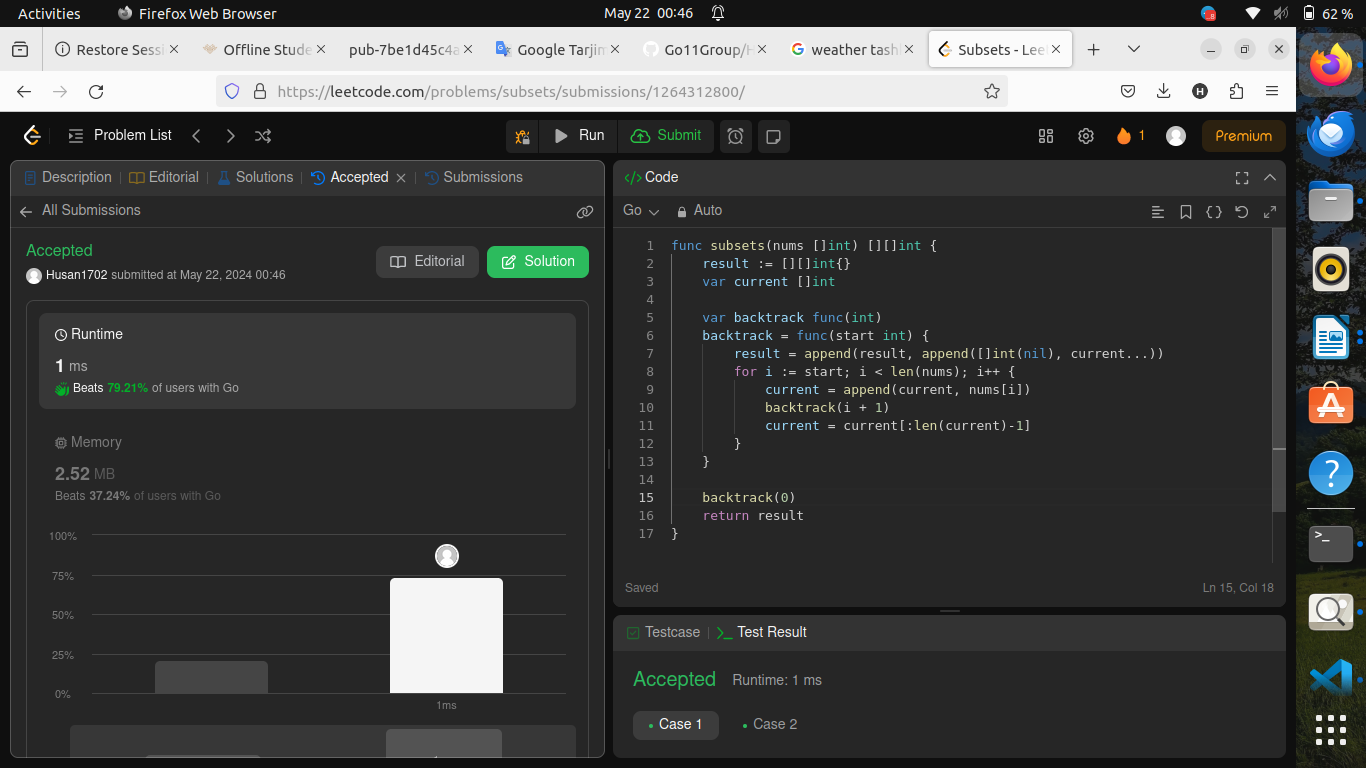 Activities
Firefox Web Browser
May 22 00:46
62 %
Restore Sessi
Offline Stude
pub-7be1d45c4a
Google Tarjim
Go11Group/H
weather tash
Subsets - Lee
https://leetcode.com/problems/subsets/submissions/1264312800/
Problem List
Run
Submit
1
Premium
Description
Editorial
Solutions
Accepted
Submissions
All Submissions
Accepted
Husan1702 submitted at May 22, 2024 00:46
Editorial
Solution
Runtime
1 ms
Beats 79.21% of users with Go
Memory
2.52 MB
Beats 37.24% of users with Go
100%
75%
50%
25%
0%
1ms
</> Code
Go
Auto
1 func subsets(nums []int) [][]int {
2 result := [][]int{}
3 var current []int
4
5 var backtrack func(int)
6 backtrack = func(start int) {
7 result = append(result, append([]int(nil), current...))
8 for i := start; i < len(nums); i++ {
9 current = append(current, nums[i])
10 backtrack(i + 1)
11 current = current[:len(current)-1]
12 }
13 }
14
15 backtrack(0)
16 return result
17 }
Saved
Ln 15, Col 18
Testcase
Test Result
Accepted
Runtime: 1 ms
Case 1
Case 2